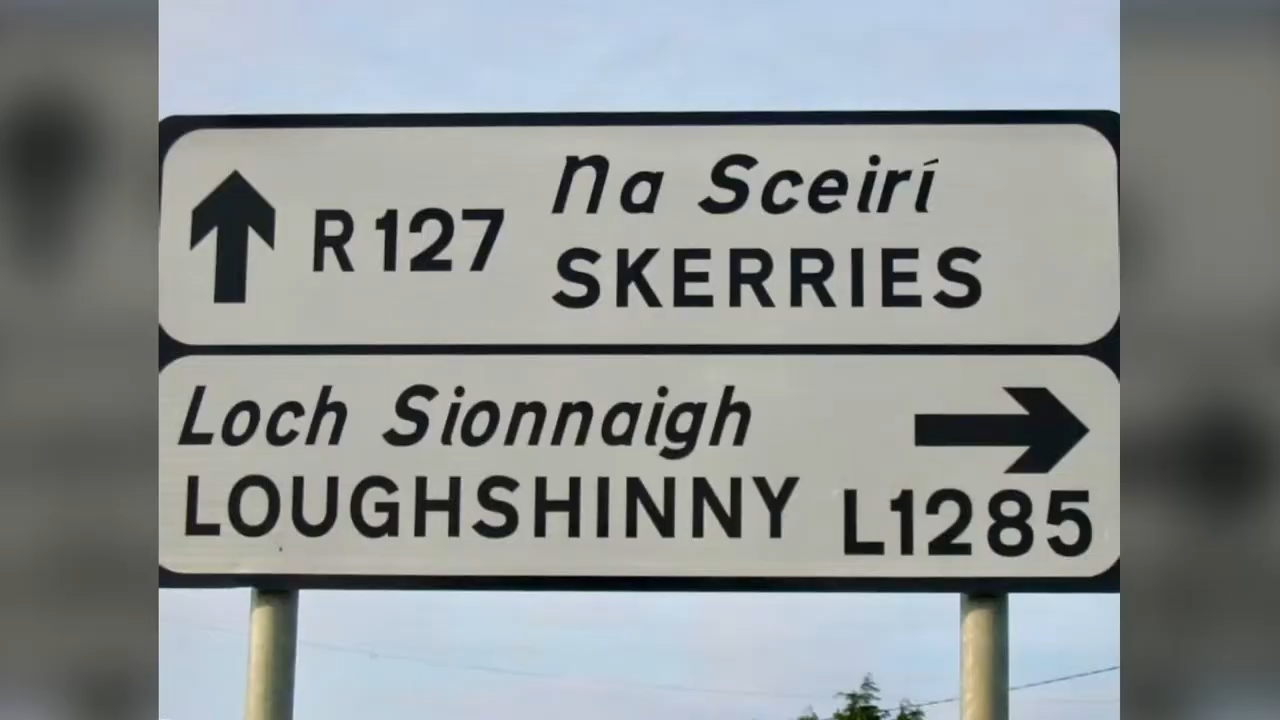 Na Sceirí
R127
SKERRIES
Loch Sionnaigh
LOUGHSHINNY
L1285